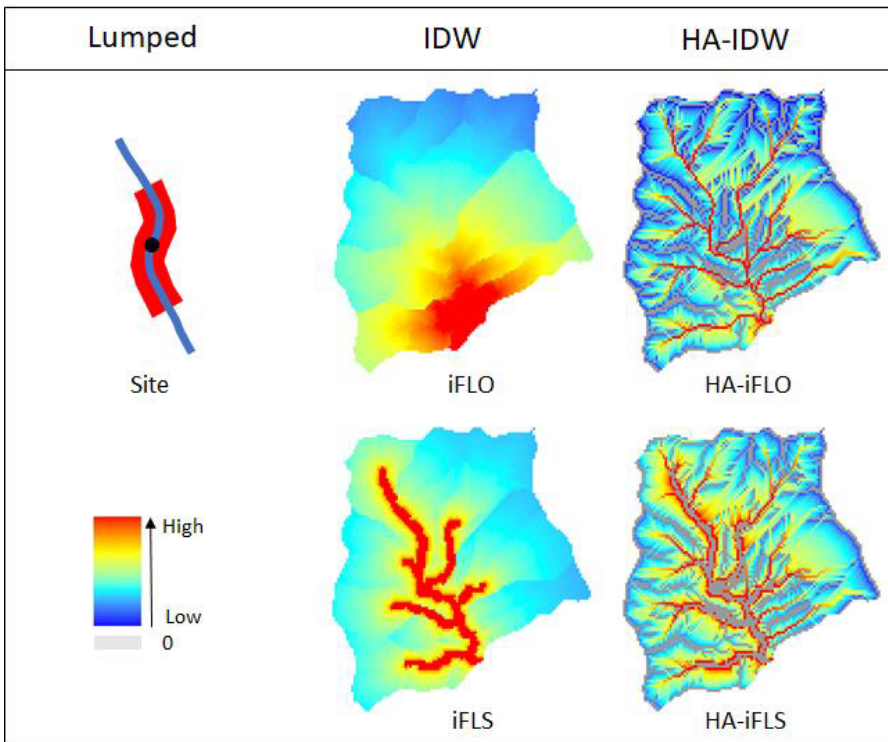 Lumped IDW HA-IDW
Site iFLO HA-iFLO
High
Low
0
iFLS HA-iFLS